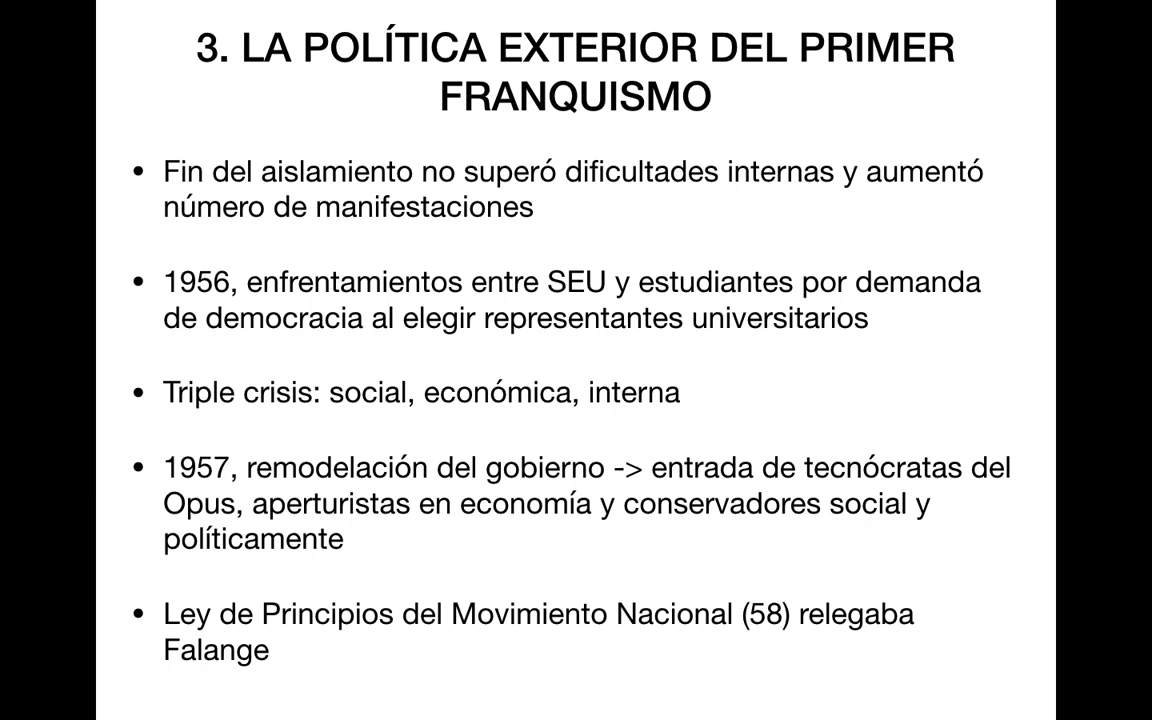 3. LA POLÍTICA EXTERIOR DEL PRIMER
FRANQUISMO
• Fin del aislamiento no superó dificultades internas y aumentó
número de manifestaciones
• 1956, enfrentamientos entre SEU y estudiantes por demanda
de democracia al elegir representantes universitarios
• Triple crisis: social, económica, interna
• 1957, remodelación del gobierno -> entrada de tecnócratas del
Opus, aperturistas en economía y conservadores social y
políticamente
• Ley de Principios del Movimiento Nacional (58) relegaba
Falange